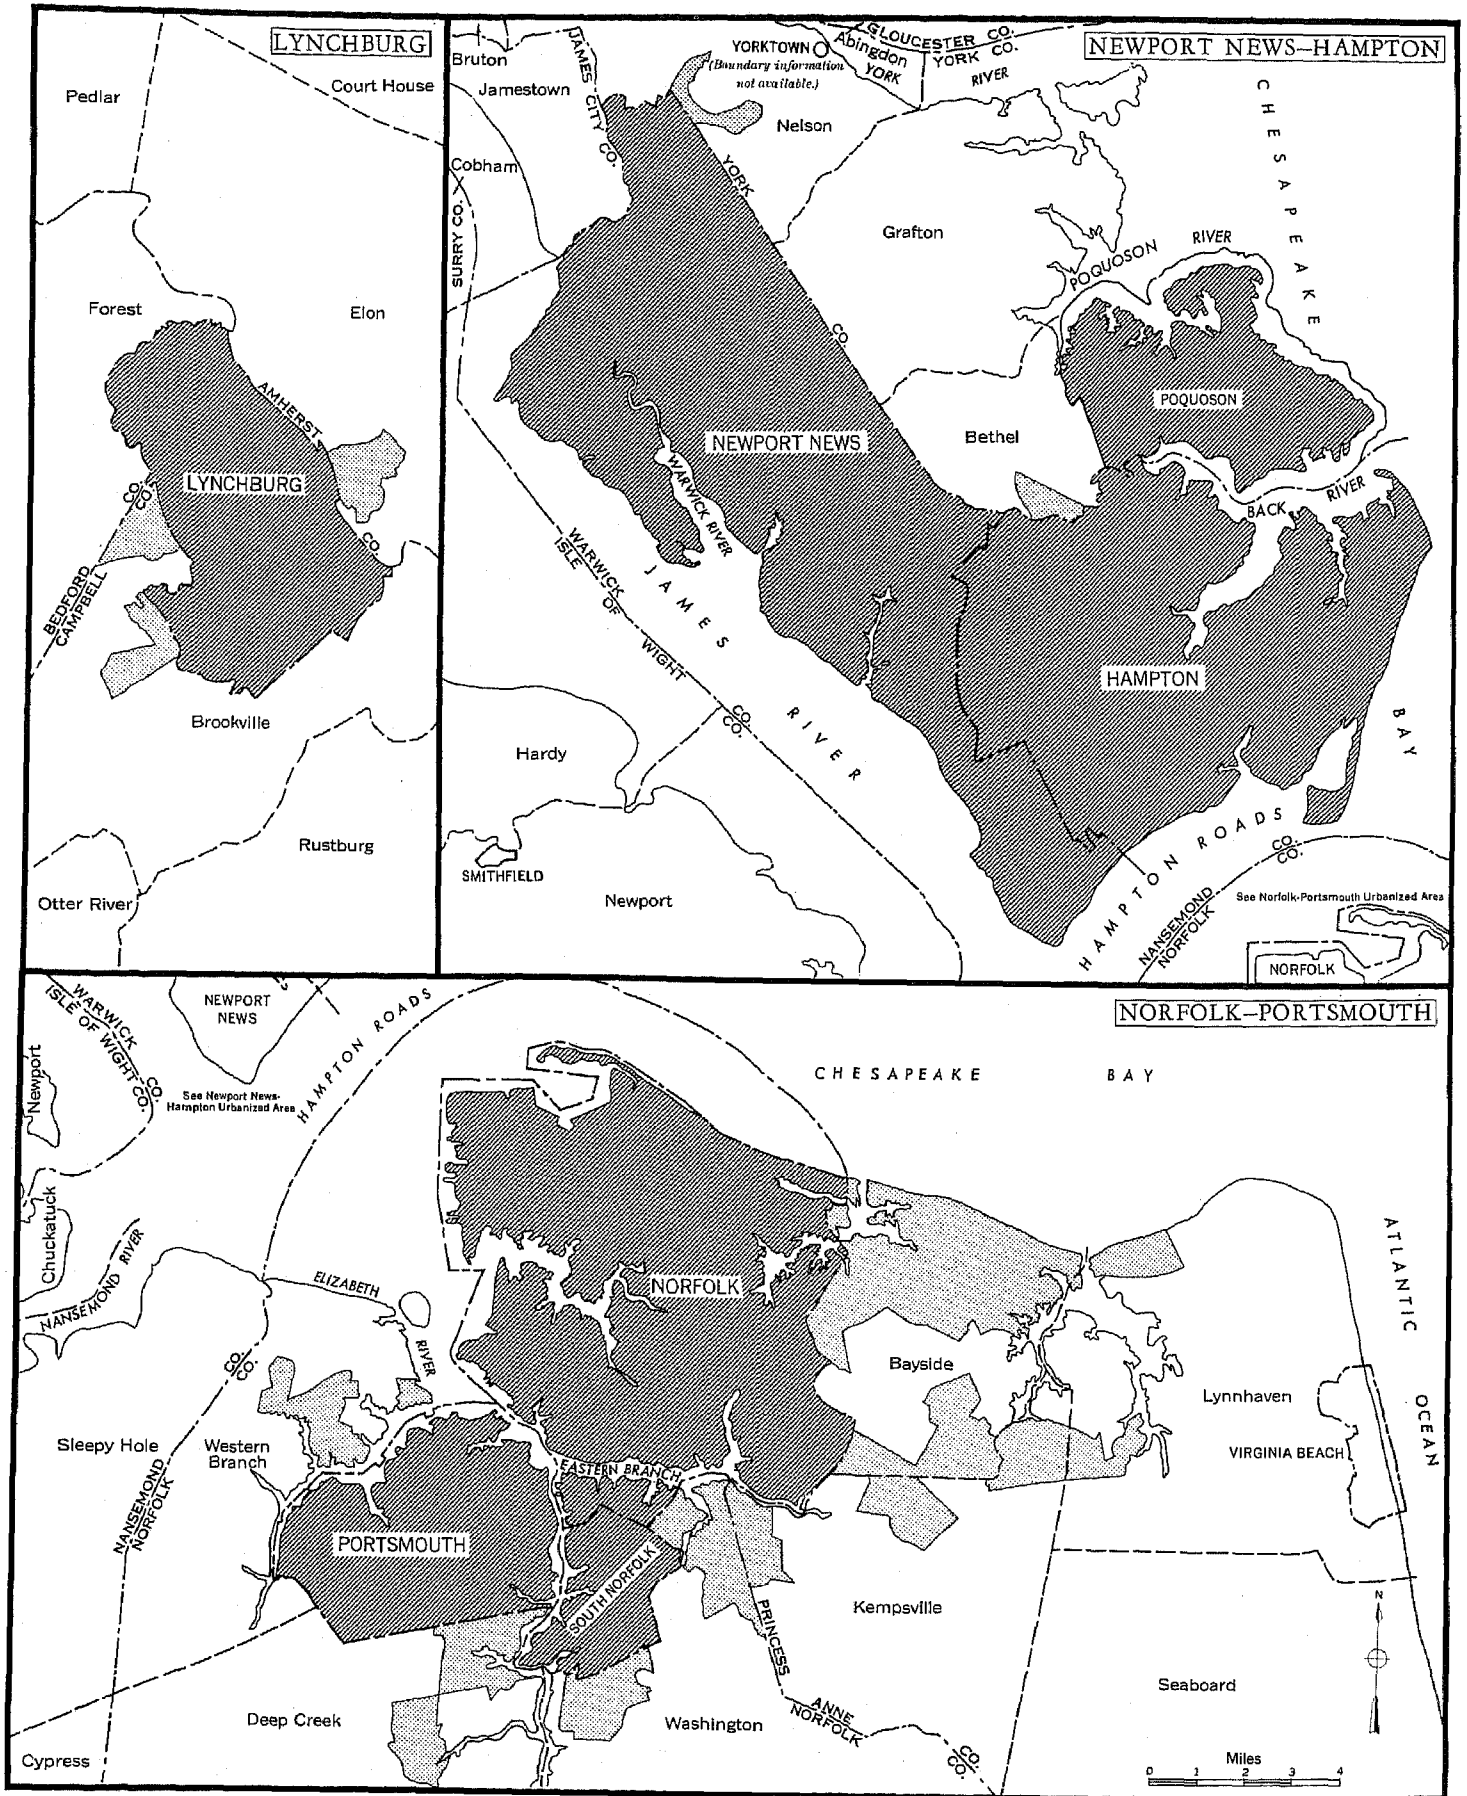 LYNCHBURG
Pedlar
Court House
Forest
Elon
AMHERST
CO.
LYNCHBURG
CO.
CO.
BEDFORD
CAMPBELL
Brookville
Rustburg
Otter River
NEWPORT NEWS–HAMPTON
Bruton
JAMES CITY CO.
Jamestown
YORKTOWN
(Boundary information
not available.)
GLOUCESTER CO.
YORK CO.
Abingdon
YORK
RIVER
Nelson
Cobham
SURRY CO.
YORK
CO.
Grafton
CHESAPEAKE
BAY
POQUOSON
RIVER
POQUOSON
Bethel
NEWPORT NEWS
WARWICK RIVER
BACK
RIVER
WARWICK
ISLE
OF
WIGHT
CO.
CO.
JAMES
RIVER
HAMPTON
Hardy
SMITHFIELD
Newport
HAMPTON ROADS
CO.
CO.
NANSEMOND
NORFOLK
See Norfolk-Portsmouth Urbanized Area
NORFOLK
NORFOLK–PORTSMOUTH
WARWICK
CO.
ISLE OF WIGHT CO.
NEWPORT
NEWS
See Newport News-
Hampton Urbanized Area
HAMPTON ROADS
CHESAPEAKE
BAY
Newport
Chuckatuck
NANSEMOND RIVER
ELIZABETH
RIVER
NORFOLK
ATLANTIC
OCEAN
CO.
CO.
Bayside
Lynnhaven
Sleepy Hole
Western
Branch
VIRGINIA BEACH
EASTERN BRANCH
NANSEMOND
NORFOLK
PORTSMOUTH
SOUTH NORFOLK
PRINCESS
ANNE
NORFOLK
CO.
CO.
Kempsville
N
Seaboard
Deep Creek
Washington
Cypress
Miles
0 1 2 3 4